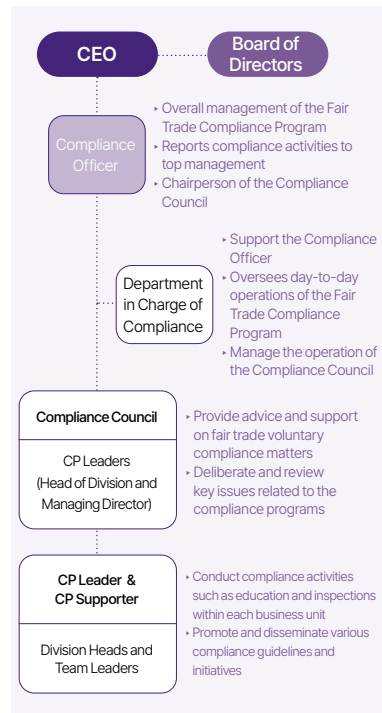 CEO
Board of
Directors
Compliance
Officer
‣ Overall management of the Fair
Trade Compliance Program
‣ Reports compliance activities to
top management
‣ Chairperson of the Compliance
Council
Department
in Charge of
Compliance
‣ Support the Compliance
Officer
‣ Oversees day-to-day
operations of the Fair
Trade Compliance
Program
‣ Manage the operation of
the Compliance Council
Compliance Council
CP Leaders
(Head of Division and
Managing Director)
‣ Provide advice and support
on fair trade voluntary
compliance matters
‣ Deliberate and review
key issues related to the
compliance programs
CP Leader &
CP Supporter
Division Heads and
Team Leaders
‣ Conduct compliance activities
such as education and inspections
within each business unit
‣ Promote and disseminate various
compliance guidelines and
initiatives